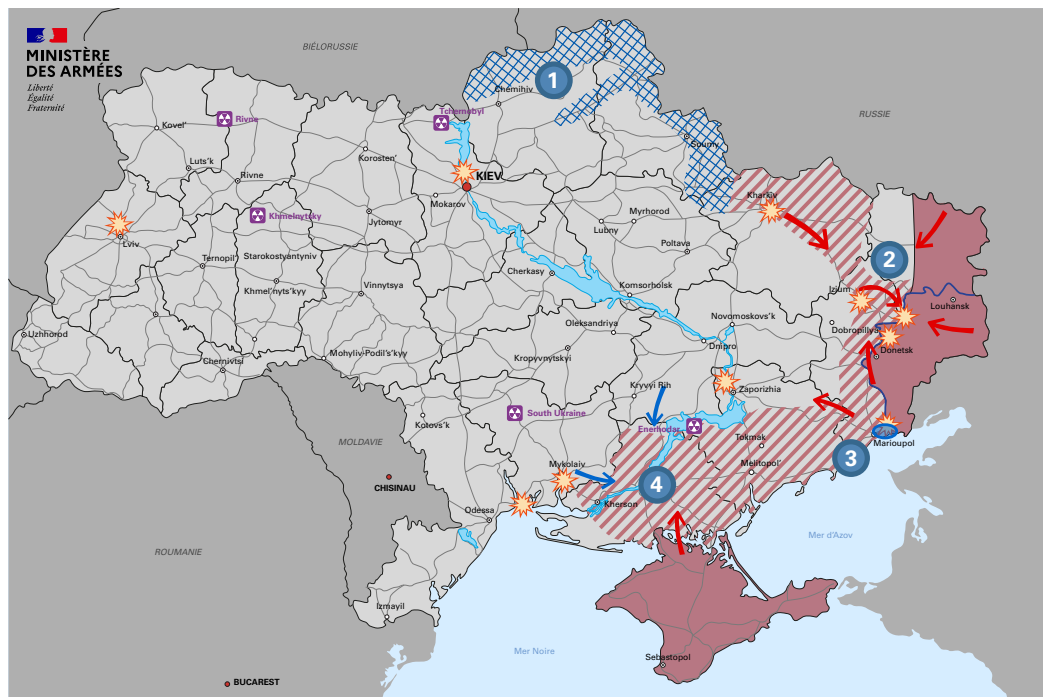 MINISTÈRE
DES ARMÉES
Liberté
Égalité
Fraternité
BIÉLORUSSIE
RUSSIE
1
Chernihiv
Tchernobyl
Rivne
Kovel'
Soumy
Korosten'
Luts'k
Rivne
KIEV
Kharkiv
Mokarov
Khmelnytsky
Jytomyr
Myrhorod
Lubny
Lviv
Poltava
Starokostyantyniv
Ternopil'
2
Cherkasy
Khmel'nyts'kyy
Vinnytsya
Komsorhoisk
Izium
Louhansk
Oleksandriya
Novomoskovs'k
Dobropillya
Uzhhorod
Dnipro
Donetsk
Mohyliv-Podil's'kyy
Kropyvnytskyi
Chernivtsi
Kryvyi Rih
Zaporizhia
South Ukraine
Kotovs'k
Enerhodar
Tokmak
Marioupol
MOLDAVIE
3
Mykolaiv
Melitopol'
4
CHISINAU
Kherson
Odessa
Mer d'Azov
ROUMANIE
Izmayil
Mer Noire
Sebastopol
BUCAREST